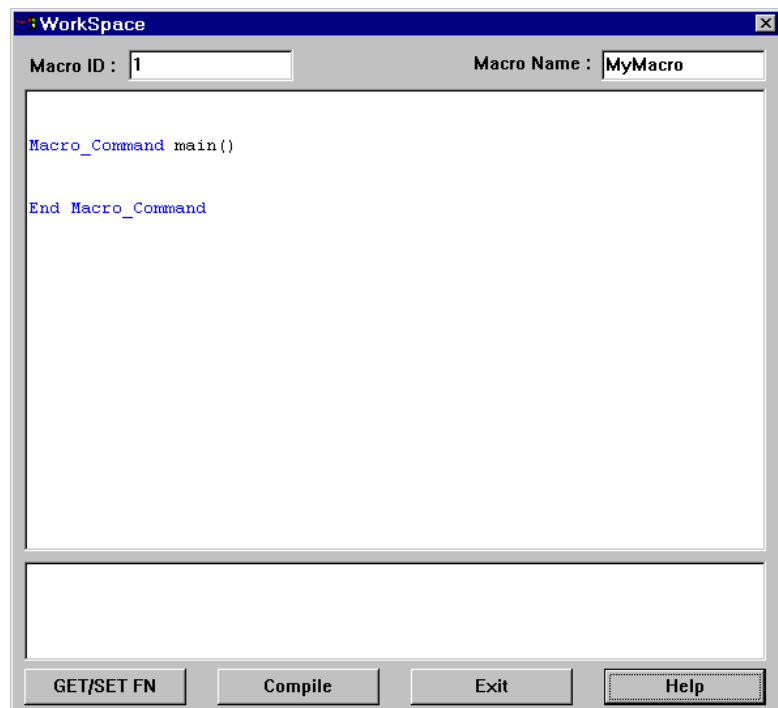 WorkSpace
Macro ID : 1 Macro Name : MyMacro
Macro_Command main()
End Macro_Command
GET/SET FN Compile Exit Help